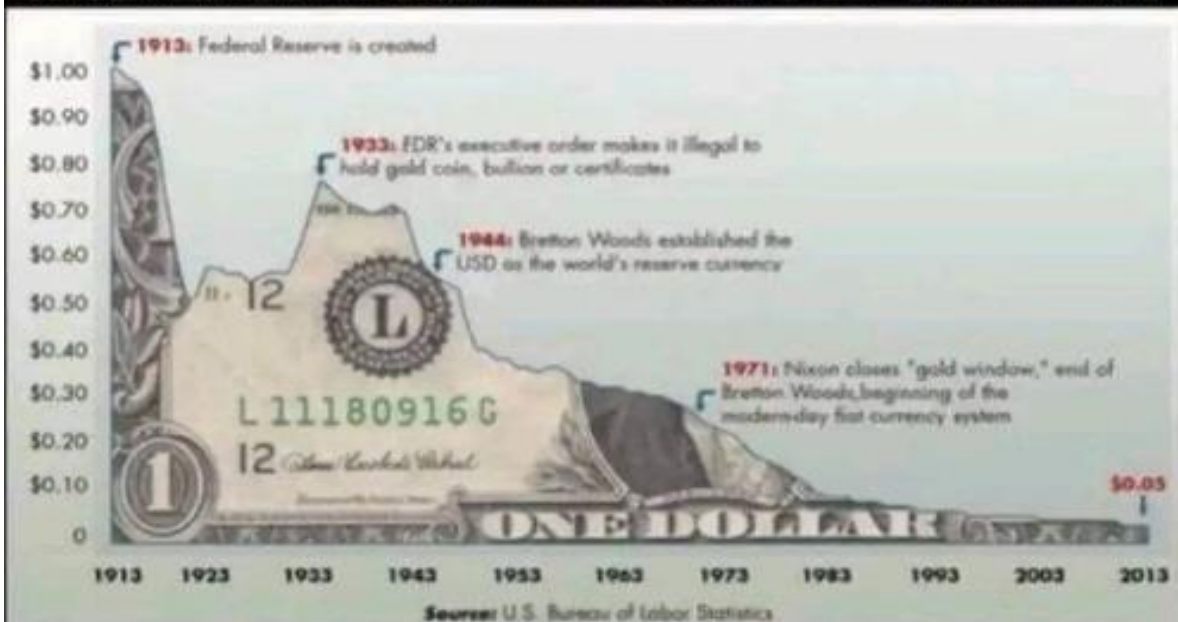 1913: Federal Reserve is created
$1.00
$0.90
1933: FDR's executive order makes it illegal to
$0.80
hold gold coin, bullion or certificates
$0.70
1944: Bretton Woods established the
$0.60
USD as the world's reserve currency
12
$0.50
L
$0.40
1971: Nixon closes "gold window," end of
$0.30
Bretton Woods,beginning of the
L 11180916 G
modern-day fiat currency system
$0.20
12
1
$0.10
$0.05
ONE DOLLAR
0
1913 1923 1933 1943 1953 1963 1973 1983 1993 2003 2013
Source: U.S. Bureau of Labor Statistics